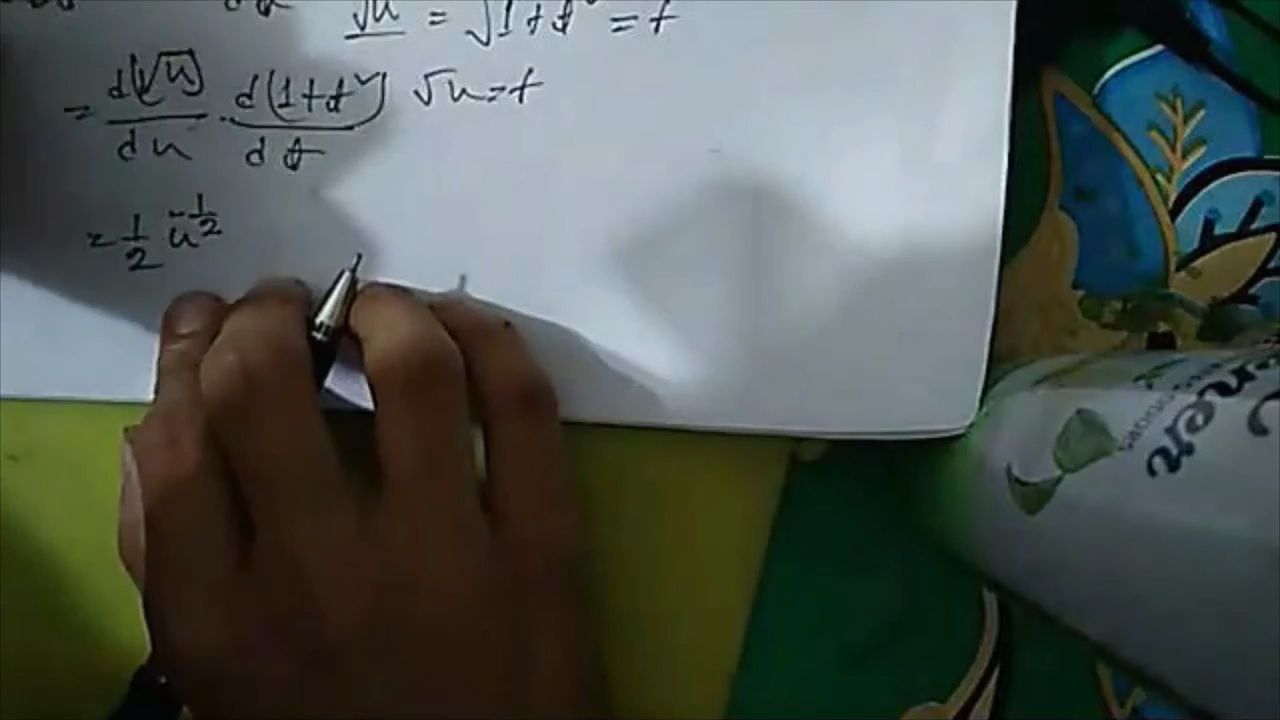 √u = √1+t² = f
= d(√u)/du · d(1+t²)/dt √u=f
= 1/2 u^-1/2